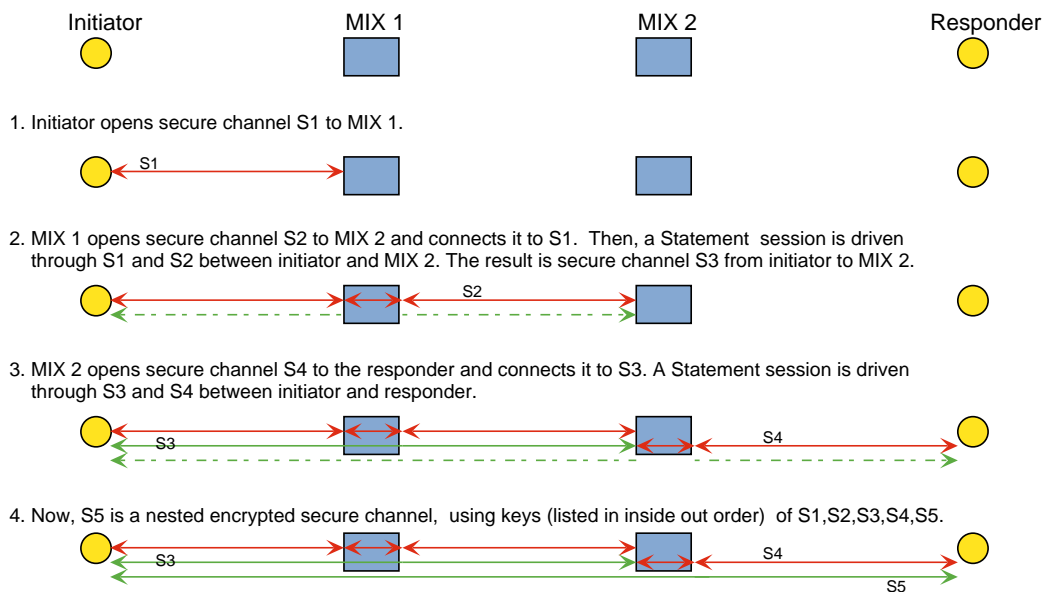 Initiator MIX 1 MIX 2 Responder
1. Initiator opens secure channel S1 to MIX 1.
S1
2. MIX 1 opens secure channel S2 to MIX 2 and connects it to S1. Then, a Statement session is driven
through S1 and S2 between initiator and MIX 2. The result is secure channel S3 from initiator to MIX 2.
S2
3. MIX 2 opens secure channel S4 to the responder and connects it to S3. A Statement session is driven
through S3 and S4 between initiator and responder.
S3 S4
4. Now, S5 is a nested encrypted secure channel, using keys (listed in inside out order) of S1,S2,S3,S4,S5.
S3 S4
S5